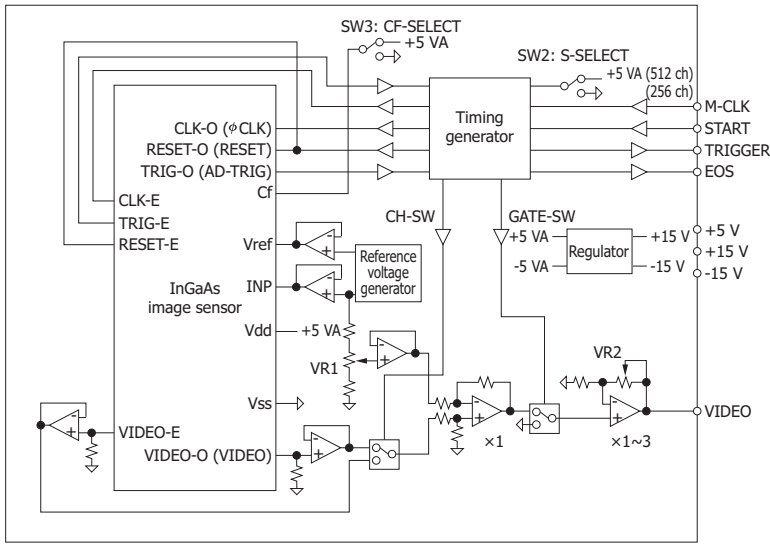 SW3: CF-SELECT
+5 VA
SW2: S-SELECT
+5 VA (512 ch)
(256 ch)
Timing
generator
M-CLK
START
TRIGGER
EOS
CLK-O (ϕCLK)
RESET-O (RESET)
TRIG-O (AD-TRIG)
Cf
CLK-E
TRIG-E
RESET-E
CH-SW
GATE-SW
+5 VA
-5 VA
Regulator
+15 V
-15 V
+5 V
+15 V
-15 V
Vref
INP
Reference
voltage
generator
InGaAs
image sensor
Vdd
+5 VA
VR1
VR2
Vss
VIDEO-E
VIDEO-O (VIDEO)
×1
×1~3
VIDEO